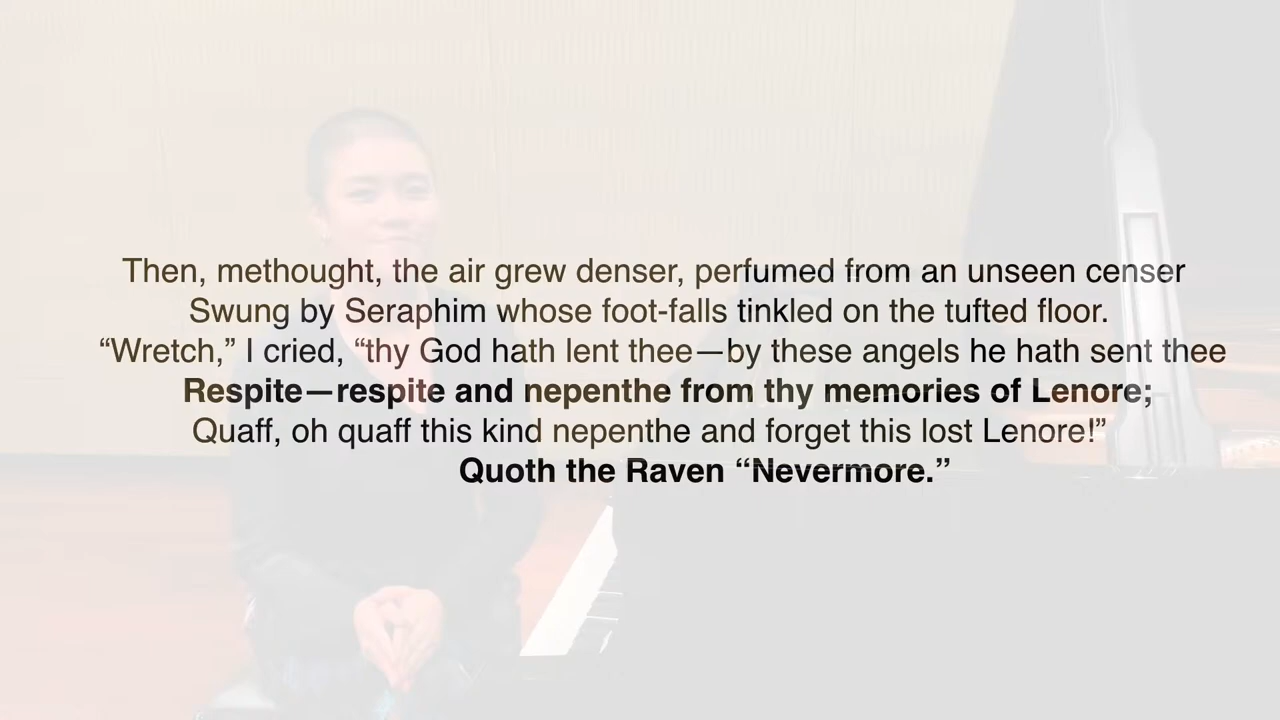 Then, methought, the air grew denser, perfumed from an unseen censer
Swung by Seraphim whose foot-falls tinkled on the tufted floor.
“Wretch,” I cried, “thy God hath lent thee—by these angels he hath sent thee
Respite—respite and nepenthe from thy memories of Lenore;
Quaff, oh quaff this kind nepenthe and forget this lost Lenore!”
Quoth the Raven “Nevermore.”